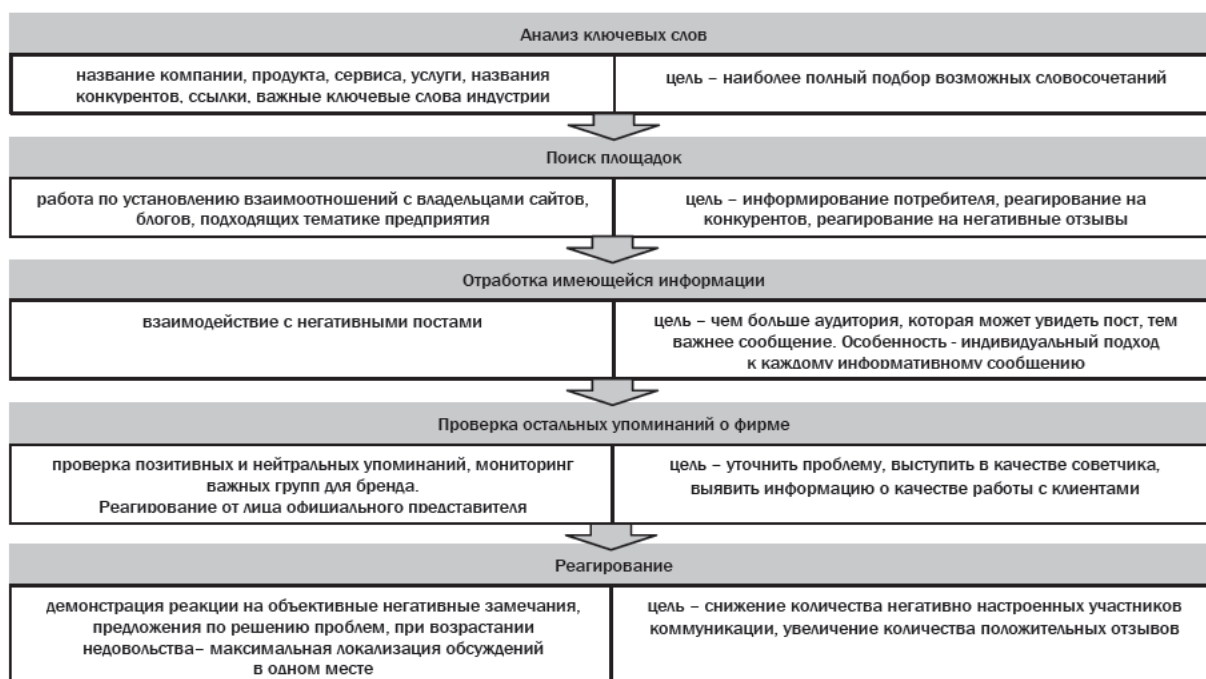 Анализ ключевых слов
название компании, продукта, сервиса, услуги, названия
конкурентов, ссылки, важные ключевые слова индустрии
цель – наиболее полный подбор возможных словосочетаний
Поиск площадок
работа по установлению взаимоотношений с владельцами сайтов,
блогов, подходящих тематике предприятия
цель – информирование потребителя, реагирование на
конкурентов, реагирование на негативные отзывы
Отработка имеющейся информации
взаимодействие с негативными постами
цель – чем больше аудитория, которая может увидеть пост, тем
важнее сообщение. Особенность - индивидуальный подход
к каждому информативному сообщению
Проверка остальных упоминаний о фирме
проверка позитивных и нейтральных упоминаний, мониторинг
важных групп для бренда.
Реагирование от лица официального представителя
цель – уточнить проблему, выступить в качестве советчика,
выявить информацию о качестве работы с клиентами
Реагирование
демонстрация реакции на объективные негативные замечания,
предложения по решению проблем, при возрастании
недовольства– максимальная локализация обсуждений
в одном месте
цель – снижение количества негативно настроенных участников
коммуникации, увеличение количества положительных отзывов